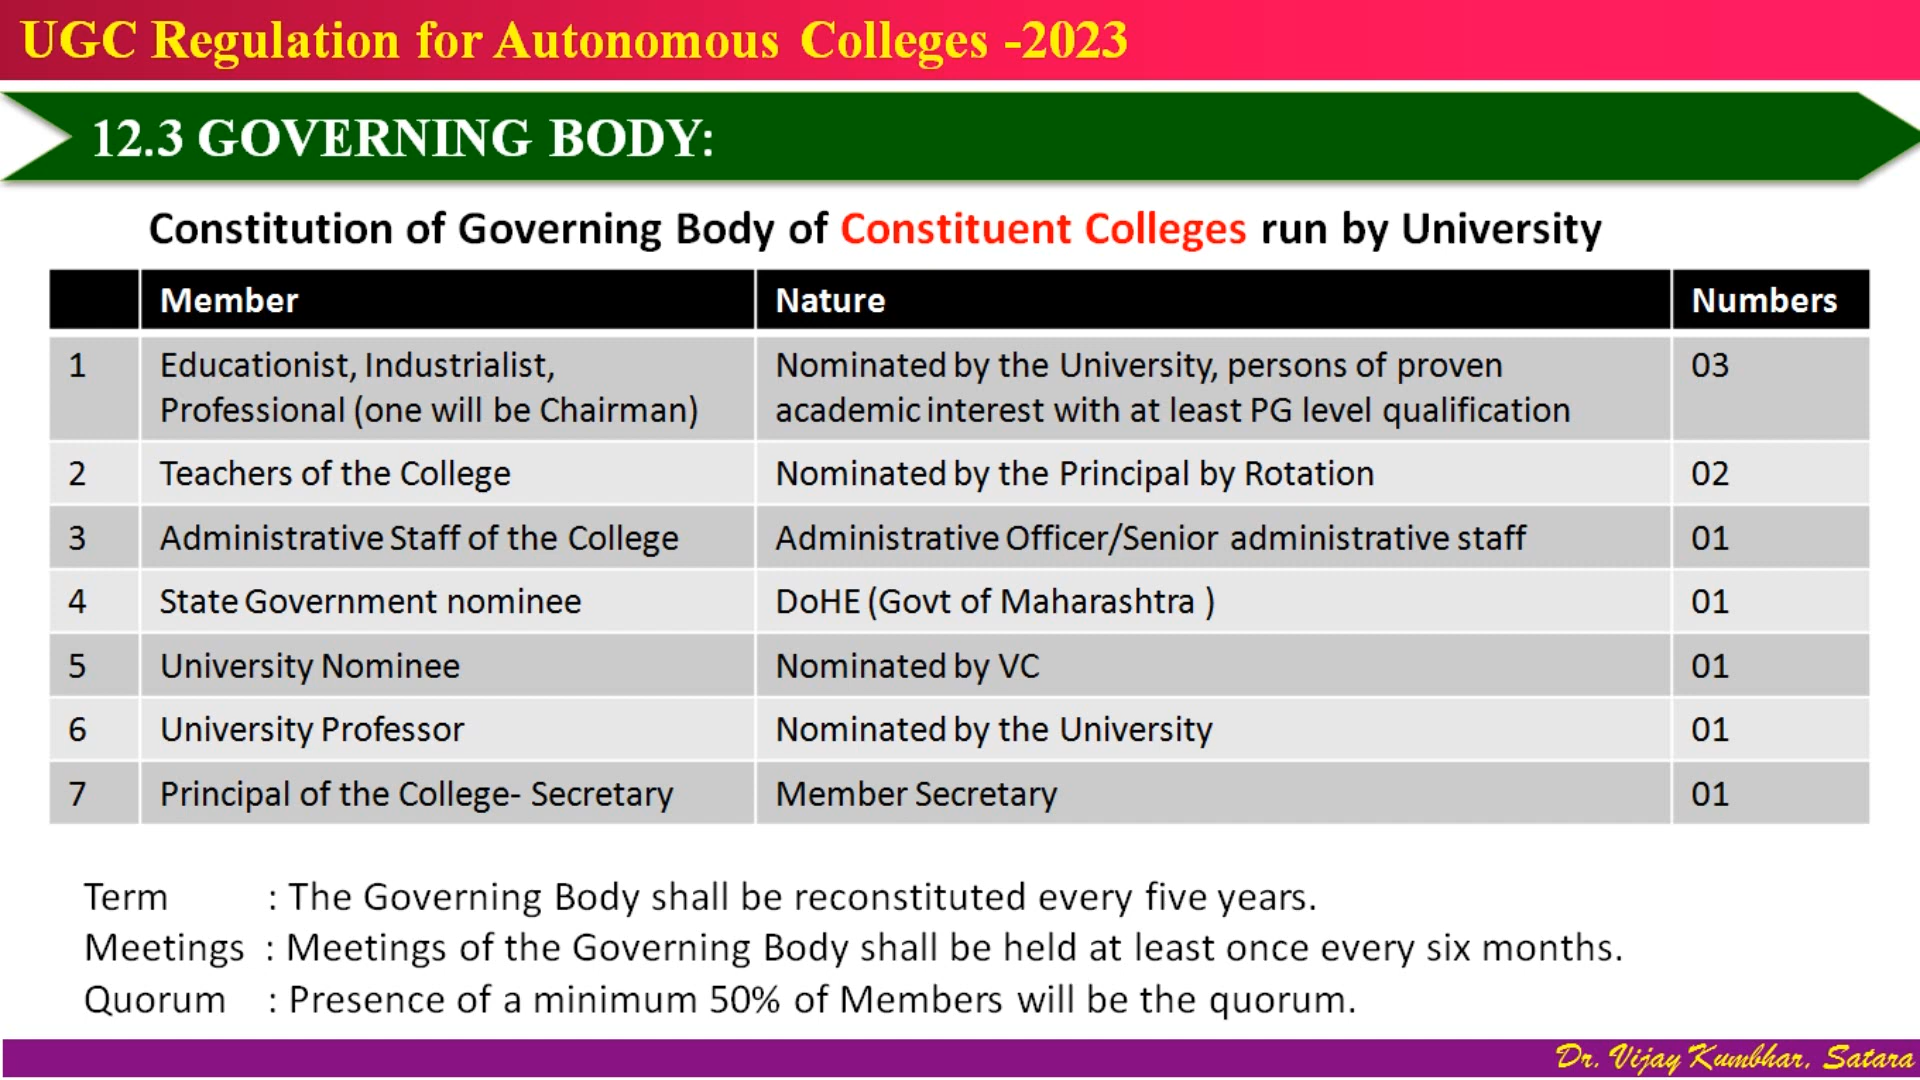 UGC Regulation for Autonomous Colleges -2023
12.3 GOVERNING BODY:
Constitution of Governing Body of Constituent Colleges run by University
Member Nature Numbers
1 Educationist, Industrialist, Professional (one will be Chairman) Nominated by the University, persons of proven academic interest with at least PG level qualification 03
2 Teachers of the College Nominated by the Principal by Rotation 02
3 Administrative Staff of the College Administrative Officer/Senior administrative staff 01
4 State Government nominee DoHE (Govt of Maharashtra ) 01
5 University Nominee Nominated by VC 01
6 University Professor Nominated by the University 01
7 Principal of the College- Secretary Member Secretary 01
Term : The Governing Body shall be reconstituted every five years.
Meetings : Meetings of the Governing Body shall be held at least once every six months.
Quorum : Presence of a minimum 50% of Members will be the quorum.
Dr. Vijay Kumbhar, Satara